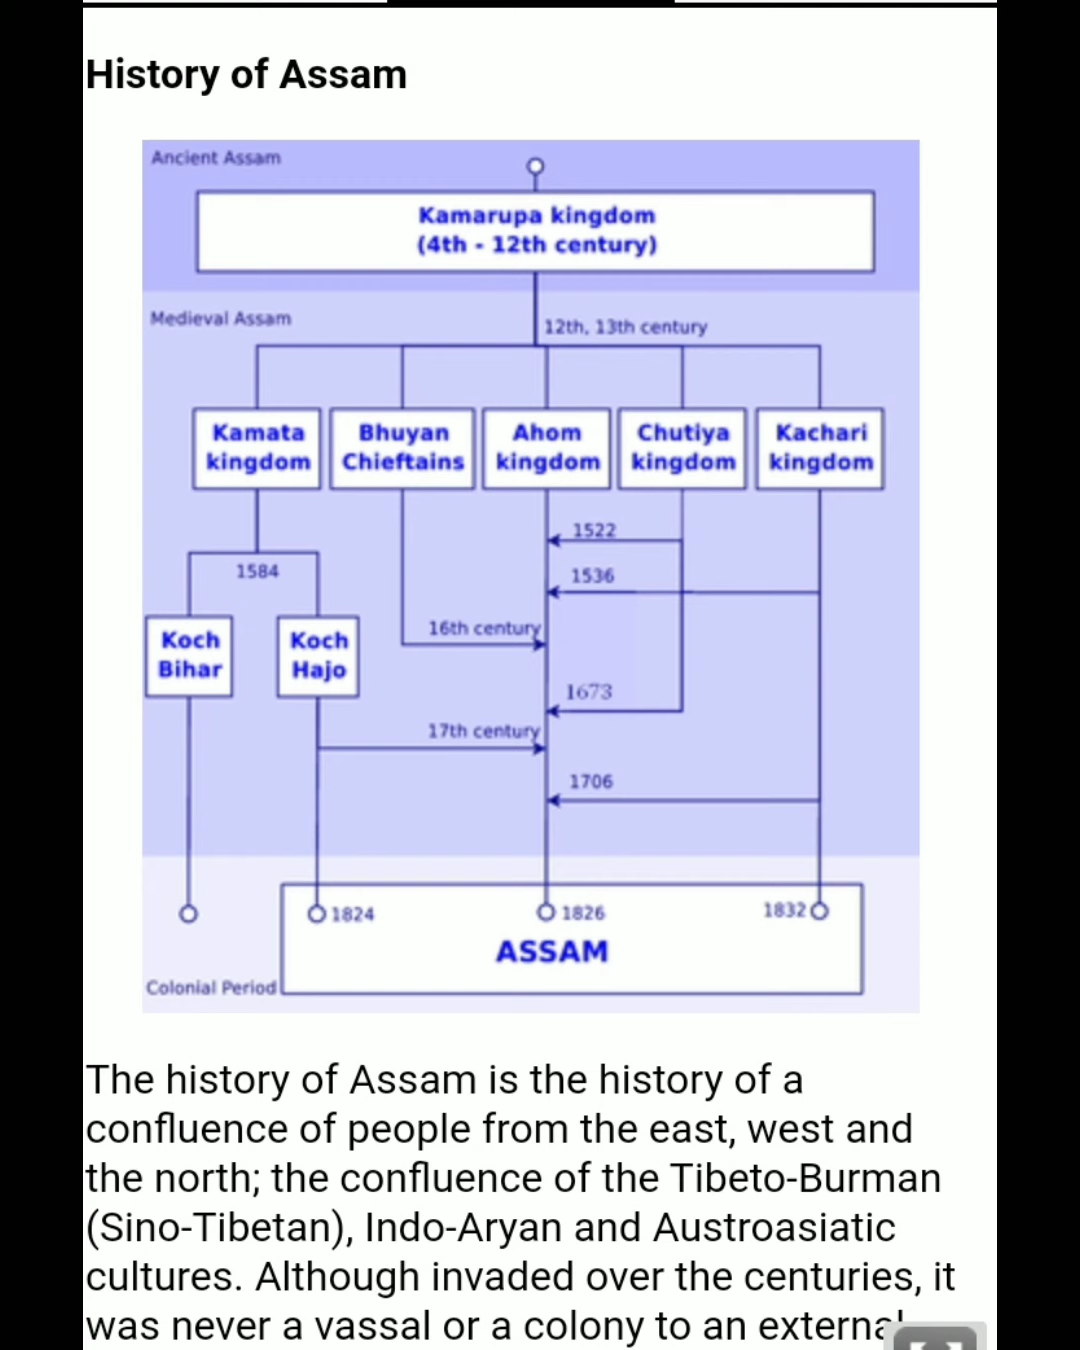 History of Assam
Ancient Assam
Kamarupa kingdom
(4th - 12th century)
Medieval Assam
12th, 13th century
Kamata
kingdom
Bhuyan
Chieftains
Ahom
kingdom
Chutiya
kingdom
Kachari
kingdom
1522
1584
1536
Koch
Bihar
Koch
Hajo
16th century
1673
17th century
1706
1824
1826
1832
ASSAM
Colonial Period
The history of Assam is the history of a
confluence of people from the east, west and
the north; the confluence of the Tibeto-Burman
(Sino-Tibetan), Indo-Aryan and Austroasiatic
cultures. Although invaded over the centuries, it
was never a vassal or a colony to an external